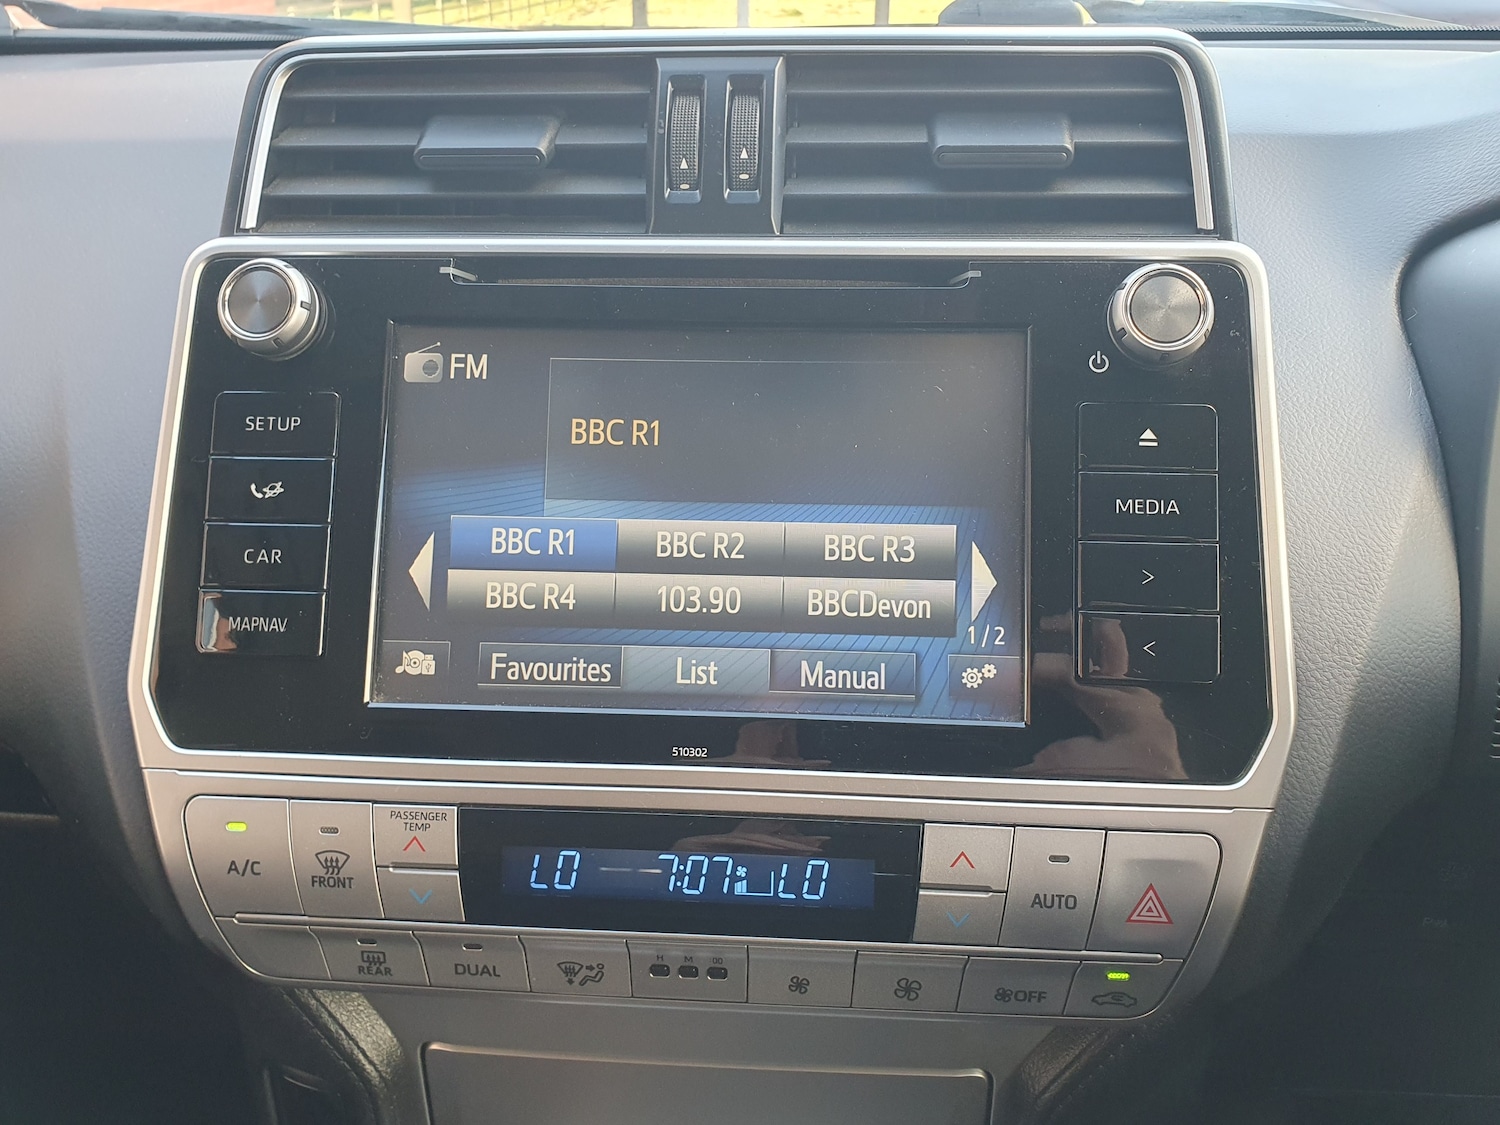 FM
BBC R1
BBC R1 BBC R2 BBC R3
BBC R4 103.90 BBCDevon
1/2
Favourites List Manual
SETUP
CAR
MAPNAV
MEDIA
>
<
510302
A/C
FRONT
PASSENGER
TEMP
LO 7:07 LO
AUTO
REAR
DUAL
H M
OFF